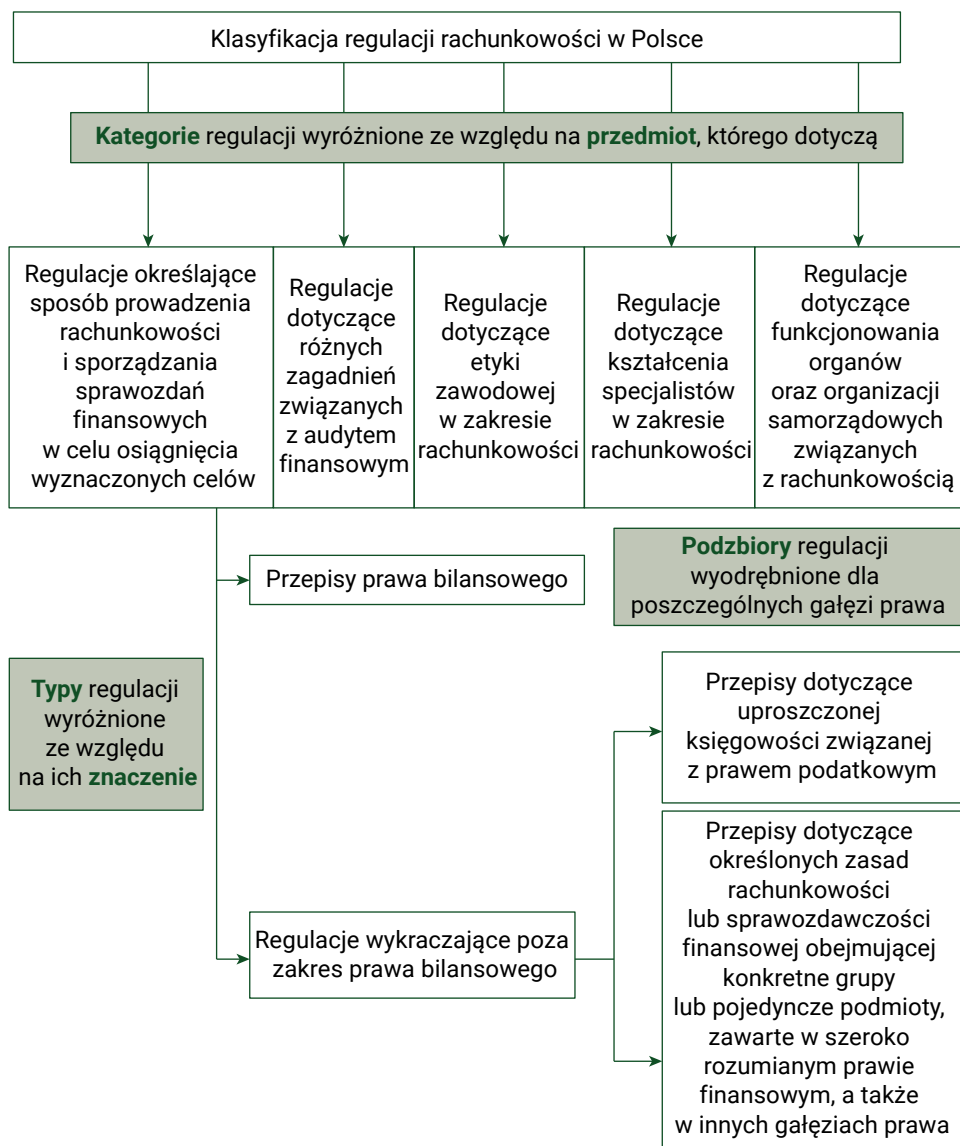 Klasyfikacja regulacji rachunkowości w Polsce
Kategorie regulacji wyróżnione ze względu na przedmiot, którego dotyczą
Regulacje określające
sposób prowadzenia
rachunkowości
i sporządzania
sprawozdań
finansowych
w celu osiągnięcia
wyznaczonych celów
Regulacje
dotyczące
różnych
zagadnień
związanych
z audytem
finansowym
Regulacje
dotyczące
etyki
zawodowej
w zakresie
rachunkowości
Regulacje
dotyczące
kształcenia
specjalistów
w zakresie
rachunkowości
Regulacje
dotyczące
funkcjonowania
organów
oraz organizacji
samorządowych
związanych
z rachunkowością
Przepisy prawa bilansowego
Podzbiory regulacji
wyodrębnione dla
poszczególnych gałęzi prawa
Typy regulacji
wyróżnione
ze względu
na ich znaczenie
Przepisy dotyczące
uproszczonej
księgowości związanej
z prawem podatkowym
Regulacje wykraczające poza
zakres prawa bilansowego
Przepisy dotyczące
określonych zasad
rachunkowości
lub sprawozdawczości
finansowej obejmującej
konkretne grupy
lub pojedyncze podmioty,
zawarte w szeroko
rozumianym prawie
finansowym, a także
w innych gałęziach prawa